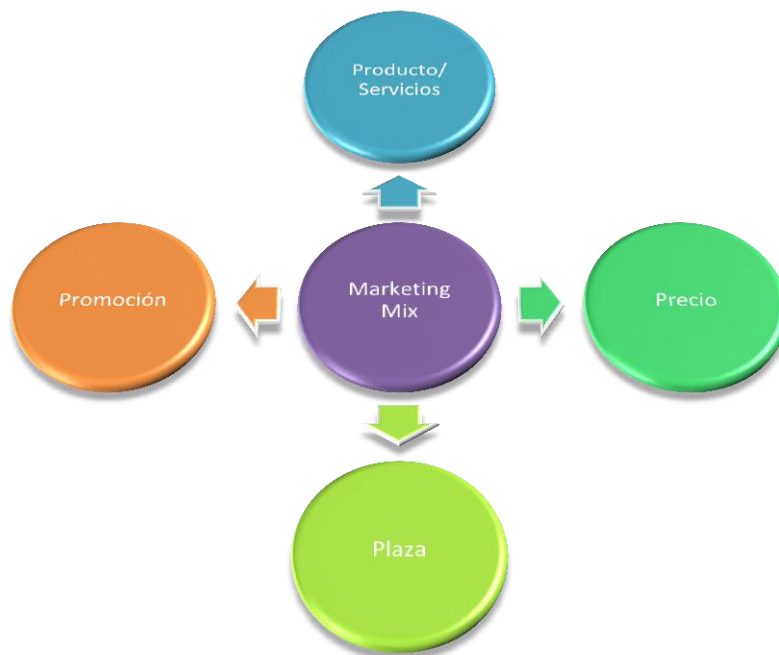 Producto/
Servicios
Promoción
Marketing
Mix
Precio
Plaza